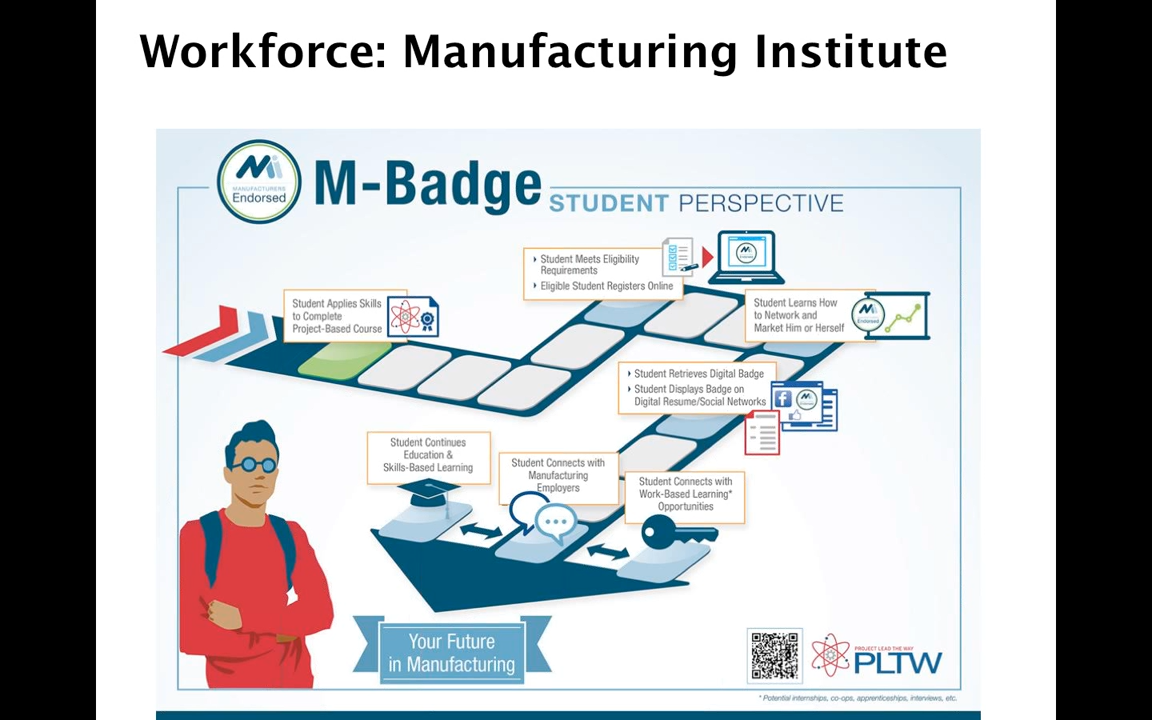 Workforce: Manufacturing Institute
MANUFACTURERS
Endorsed
M-Badge
STUDENT PERSPECTIVE
Student Meets Eligibility
Requirements
Eligible Student Registers Online
Student Applies Skills
to Complete
Project-Based Course
Student Learns How
to Network and
Market Him or Herself
Endorsed
Student Retrieves Digital Badge
Student Displays Badge on
Digital Resume/Social Networks
f
Student Continues
Education &
Skills-Based Learning
Student Connects with
Manufacturing
Employers
Student Connects with
Work-Based Learning*
Opportunities
Your Future
in Manufacturing
PROJECT LEAD THE WAY
PLTW
* Potential internships, co-ops, apprenticeships, interviews, etc.